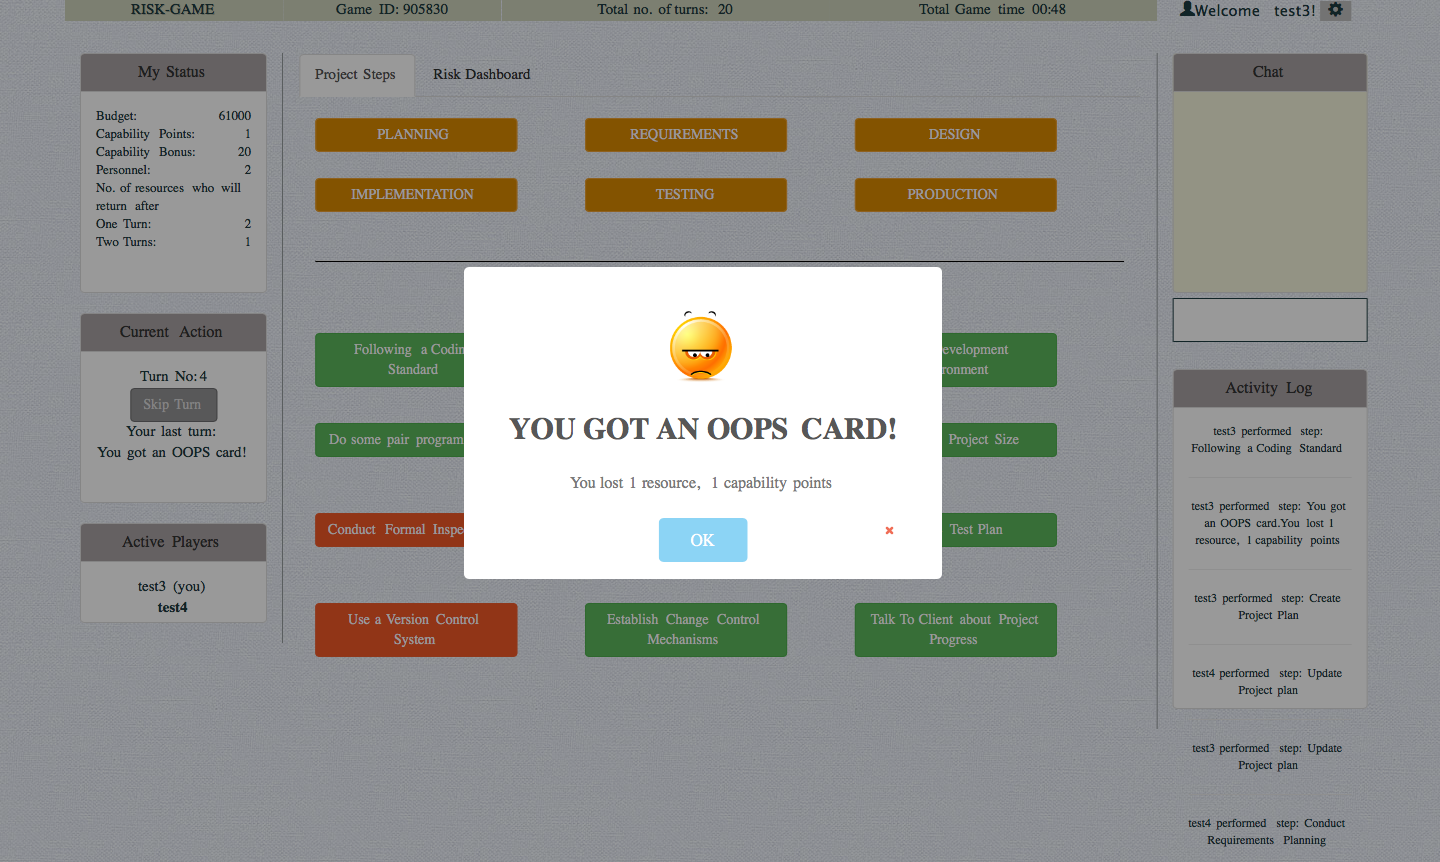 RISK-GAME
Game ID: 905830
Total no. of turns: 20
Total Game time 00:48
Welcome test3!
My Status
Budget: 61000
Capability Points: 1
Capability Bonus: 20
Personnel: 2
No. of resources who will
return after
One Turn: 2
Two Turns: 1
Current Action
Turn No: 4
Skip Turn
Your last turn:
You got an OOPS card!
Active Players
test3 (you)
test4
Project Steps
Risk Dashboard
PLANNING
REQUIREMENTS
DESIGN
IMPLEMENTATION
TESTING
PRODUCTION
Following a Codin
Standard
evelopment
ronment
Do some pair program
Project Size
Conduct Formal Inspe
Test Plan
Use a Version Control
System
Establish Change Control
Mechanisms
Talk To Client about Project
Progress
YOU GOT AN OOPS CARD!
You lost 1 resource, 1 capability points
OK
Chat
Activity Log
test3 performed step:
Following a Coding Standard
test3 performed step: You got
an OOPS card.You lost 1
resource, 1 capability points
test3 performed step: Create
Project Plan
test4 performed step: Update
Project plan
test3 performed step: Update
Project plan
test4 performed step: Conduct
Requirements Planning